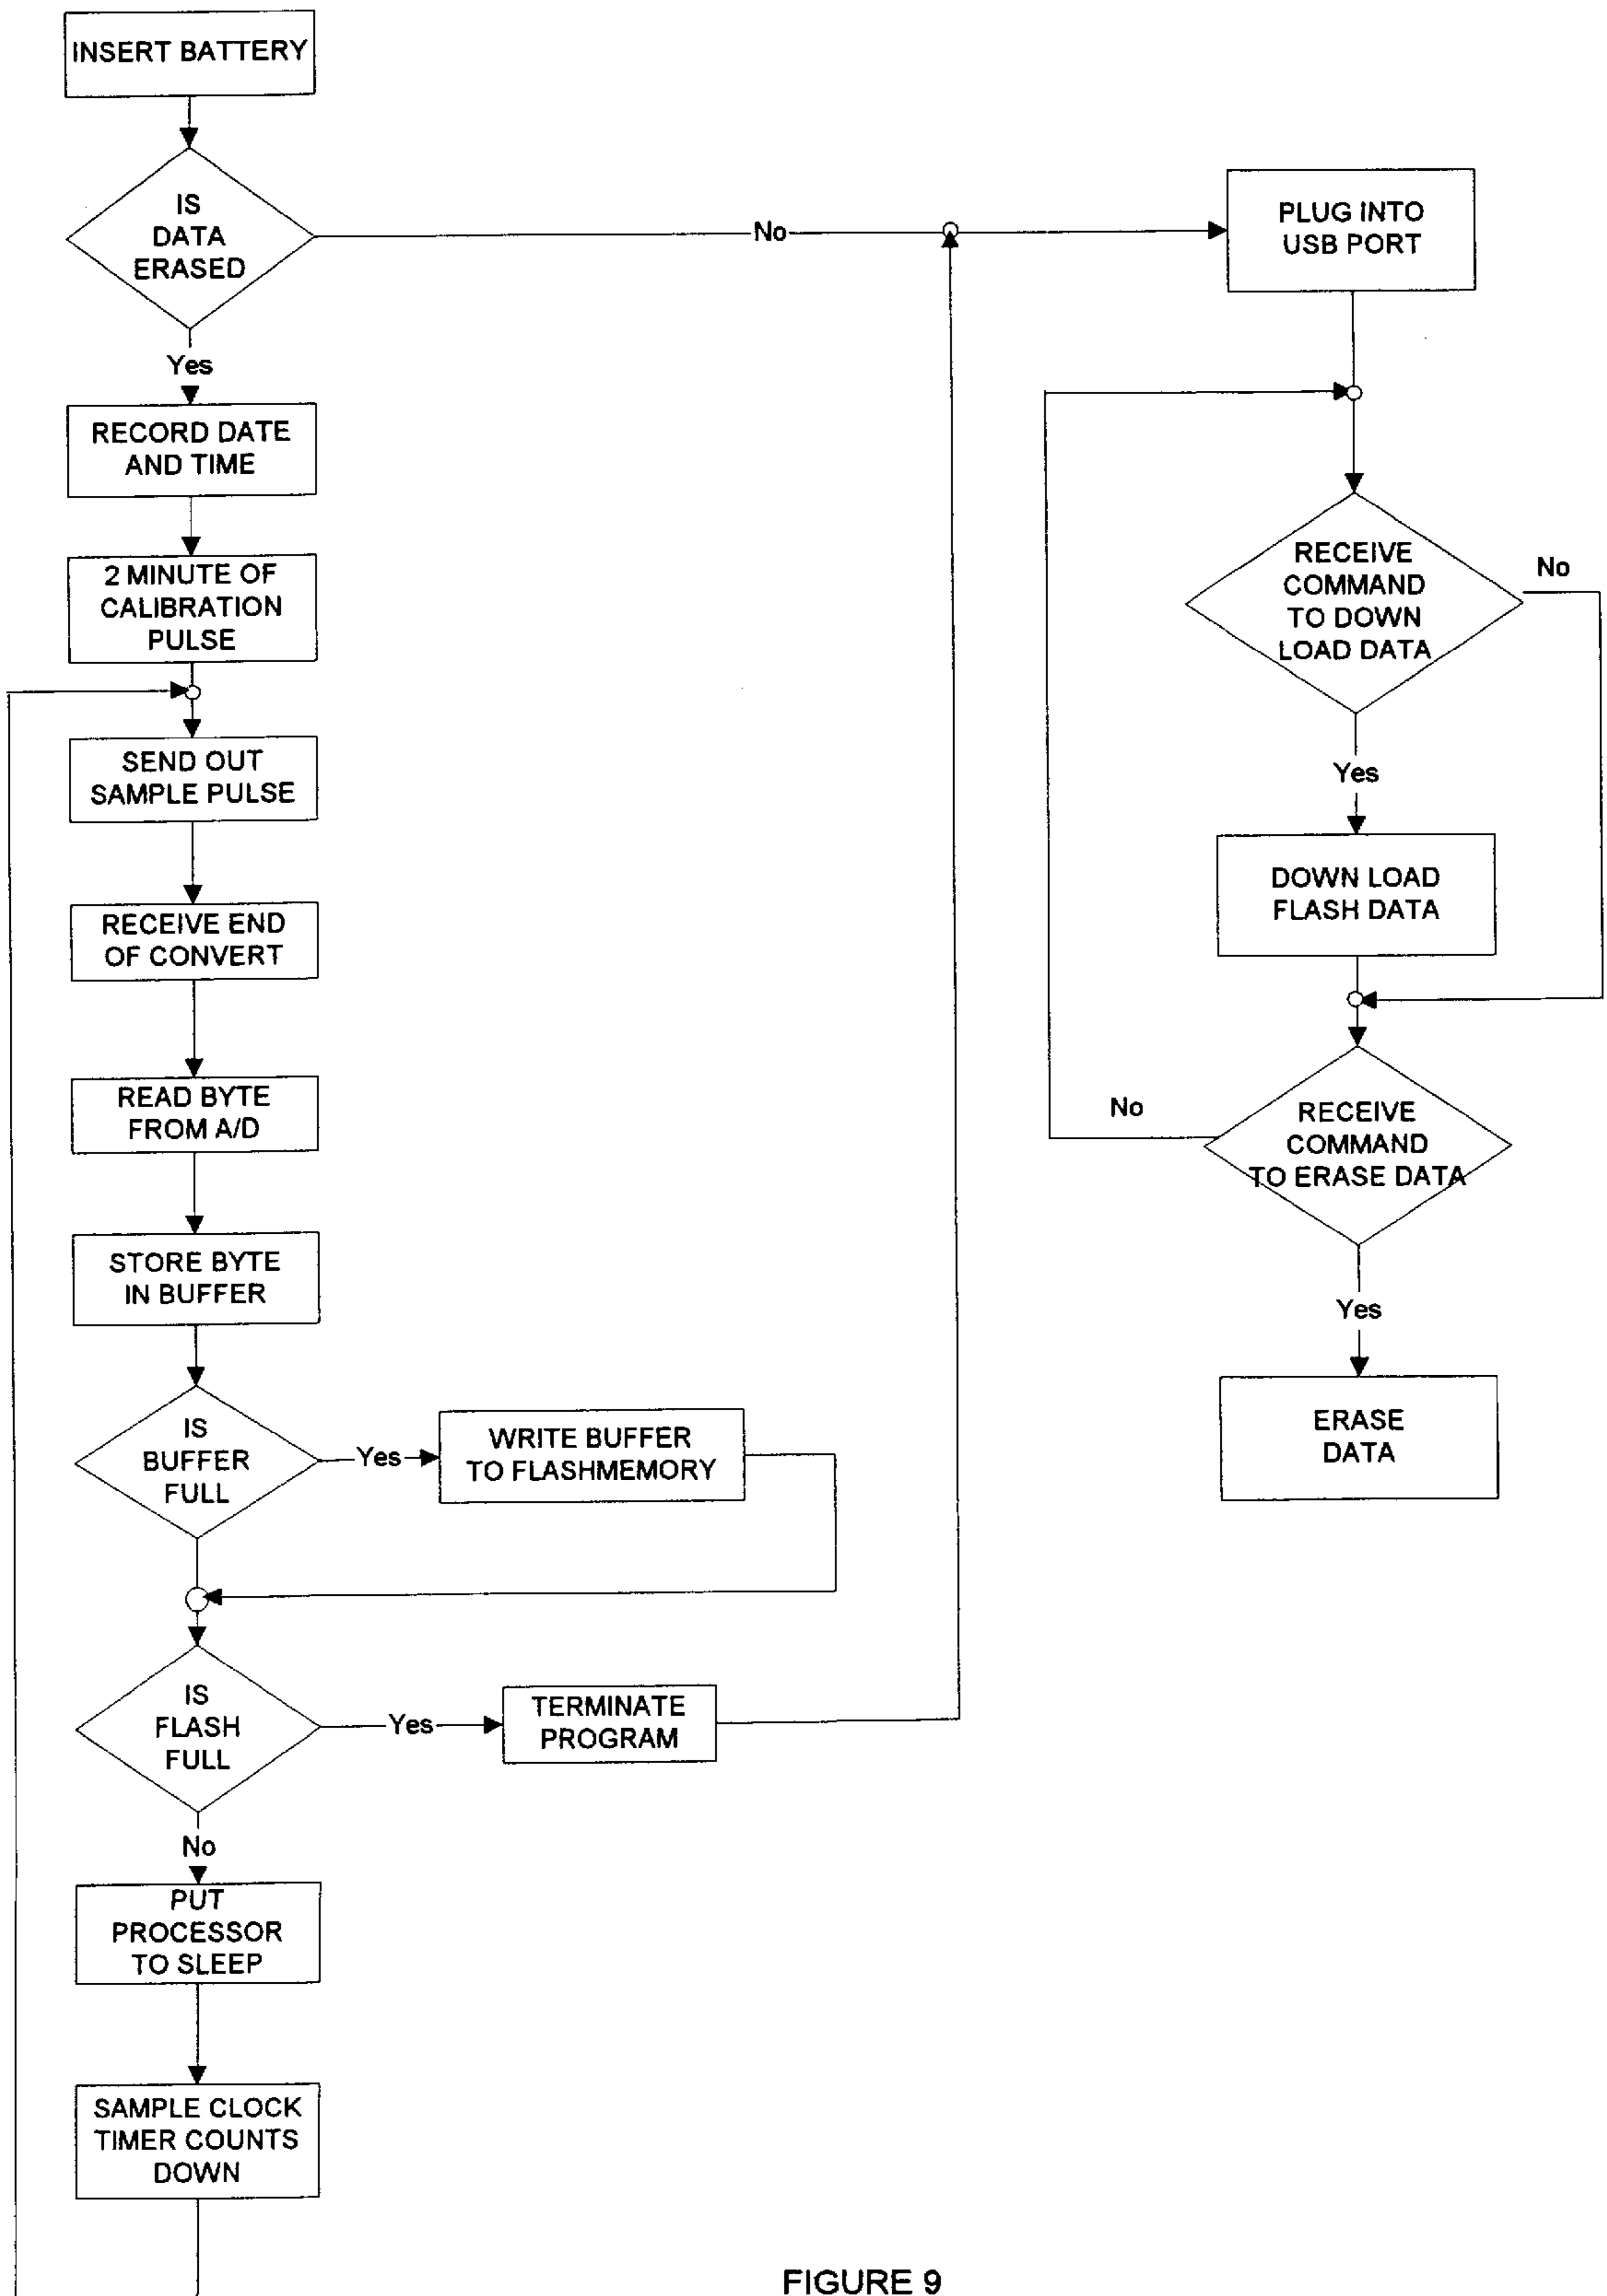 INSERT BATTERY
IS
DATA
ERASED
No
Yes
RECORD DATE
AND TIME
2 MINUTE OF
CALIBRATION
PULSE
SEND OUT
SAMPLE PULSE
RECEIVE END
OF CONVERT
READ BYTE
FROM A/D
STORE BYTE
IN BUFFER
IS
BUFFER
FULL
Yes
WRITE BUFFER
TO FLASHMEMORY
IS
FLASH
FULL
Yes
TERMINATE
PROGRAM
No
PUT
PROCESSOR
TO SLEEP
SAMPLE CLOCK
TIMER COUNTS
DOWN
PLUG INTO
USB PORT
RECEIVE
COMMAND
TO DOWN
LOAD DATA
No
Yes
DOWN LOAD
FLASH DATA
RECEIVE
COMMAND
TO ERASE DATA
No
Yes
ERASE
DATA
FIGURE 9